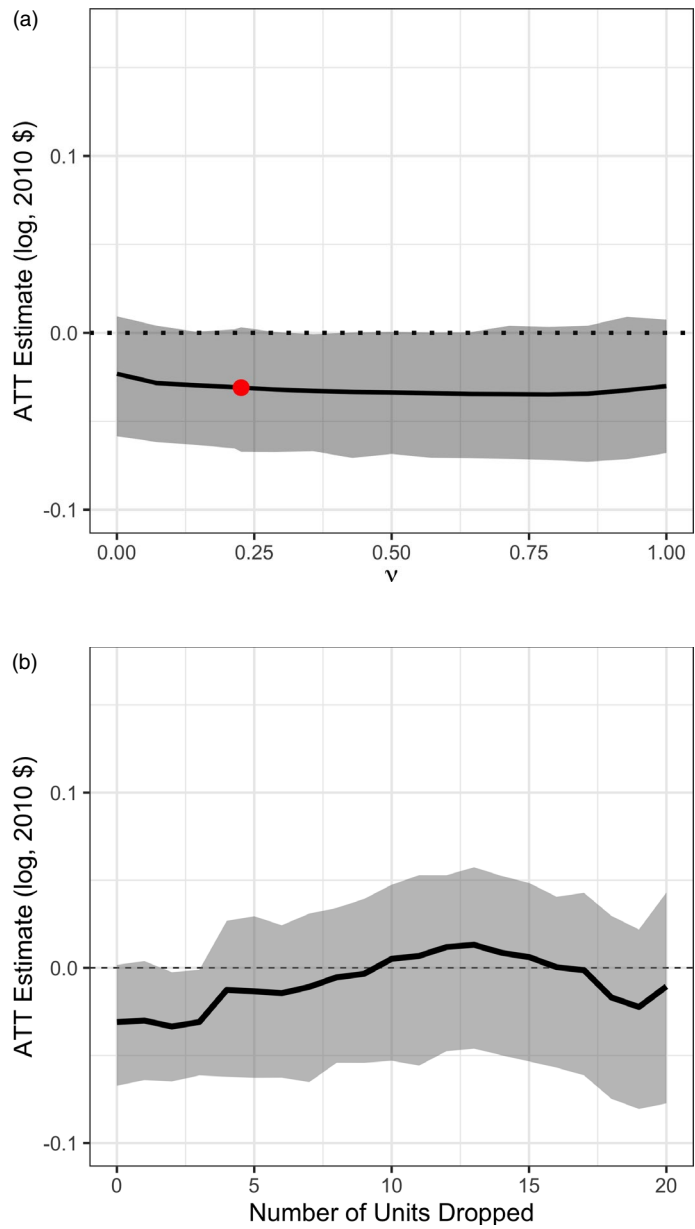 (a)
ATT Estimate (log, 2010 $)
0.1
0.0
-0.1
0.00 0.25 0.50 0.75 1.00
ν
(b)
ATT Estimate (log, 2010 $)
0.1
0.0
-0.1
0 5 10 15 20
Number of Units Dropped